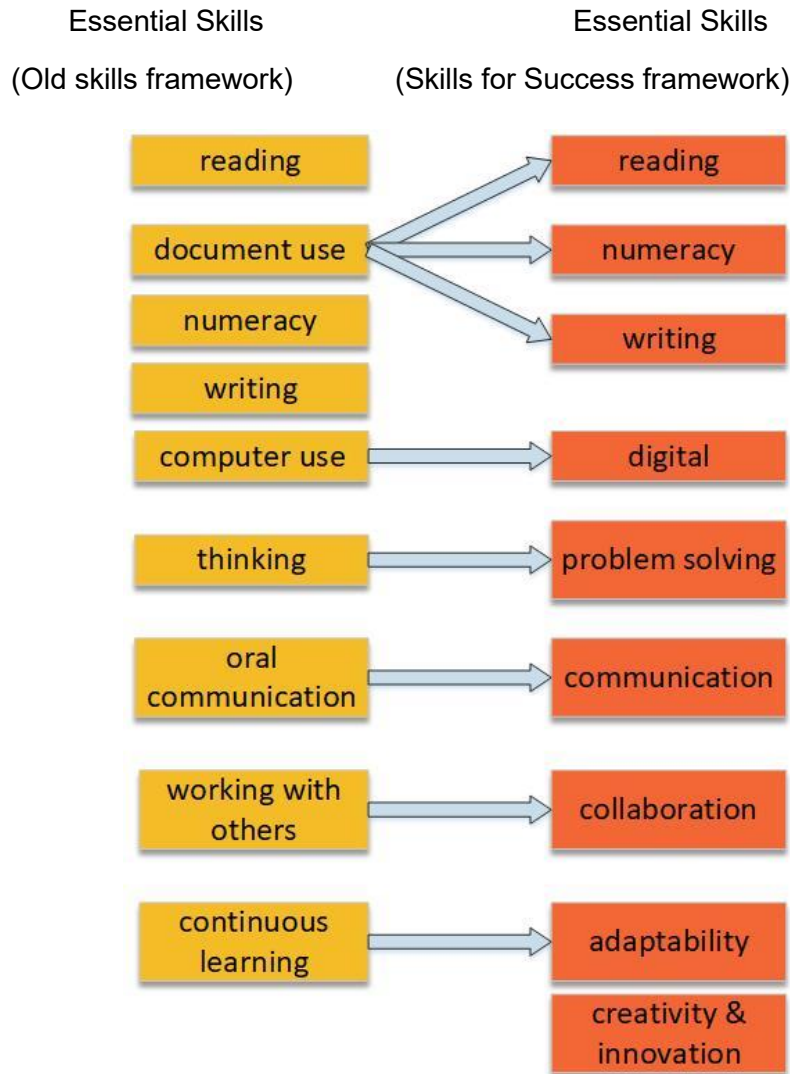 Essential Skills
(Old skills framework)
Essential Skills
(Skills for Success framework)
reading
document use
numeracy
writing
computer use
thinking
oral
communication
working with
others
continuous
learning
reading
numeracy
writing
digital
problem solving
communication
collaboration
adaptability
creativity &
innovation